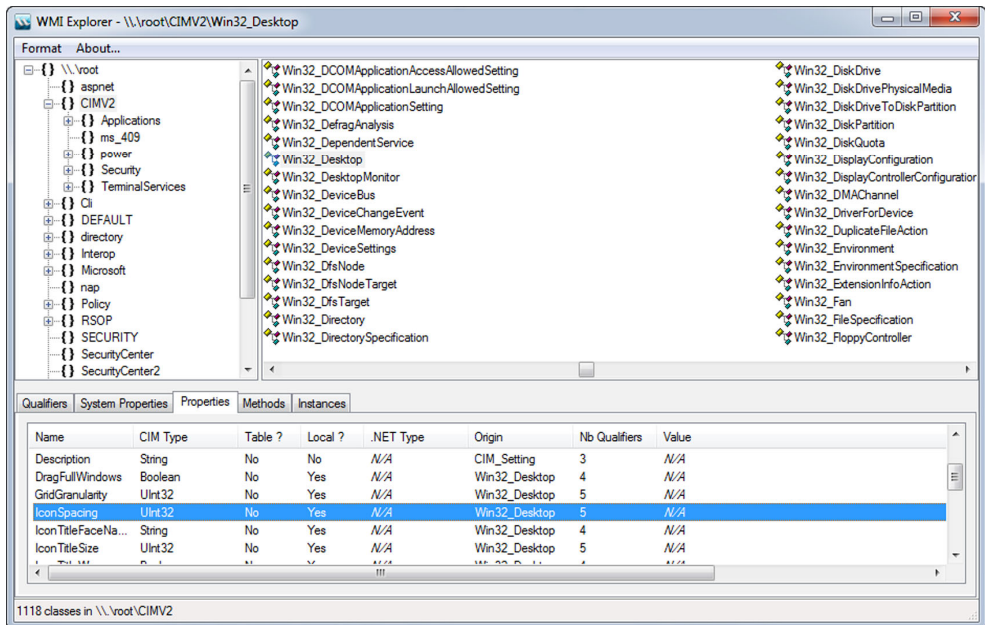 WMI Explorer - \\.\root\CIMV2\Win32_Desktop
Format About...
{} \\.\root
{} aspnet
{} CIMV2
{} Applications
{} ms_409
{} power
{} Security
{} TerminalServices
{} Cli
{} DEFAULT
{} directory
{} Interop
{} Microsoft
{} nap
{} Policy
{} RSOP
{} SECURITY
{} SecurityCenter
{} SecurityCenter2
Win32_DCOMApplicationAccessAllowedSetting
Win32_DCOMApplicationLaunchAllowedSetting
Win32_DCOMApplicationSetting
Win32_DefragAnalysis
Win32_DependentService
Win32_Desktop
Win32_DesktopMonitor
Win32_DeviceBus
Win32_DeviceChangeEvent
Win32_DeviceMemoryAddress
Win32_DeviceSettings
Win32_DfsNode
Win32_DfsNodeTarget
Win32_DfsTarget
Win32_Directory
Win32_DirectorySpecification
Win32_DiskDrive
Win32_DiskDrivePhysicalMedia
Win32_DiskDriveToDiskPartition
Win32_DiskPartition
Win32_DiskQuota
Win32_DisplayConfiguration
Win32_DisplayControllerConfiguration
Win32_DMAChannel
Win32_DriverForDevice
Win32_DuplicateFileAction
Win32_Environment
Win32_EnvironmentSpecification
Win32_ExtensionInfoAction
Win32_Fan
Win32_FileSpecification
Win32_FloppyController
Qualifiers System Properties Properties Methods Instances
Name CIM Type Table ? Local ? .NET Type Origin Nb Qualifiers Value
Description String No No N/A CIM_Setting 3 N/A
DragFullWindows Boolean No Yes N/A Win32_Desktop 4 N/A
GridGranularity UInt32 No Yes N/A Win32_Desktop 5 N/A
IconSpacing UInt32 No Yes N/A Win32_Desktop 5 N/A
IconTitleFaceNa... String No Yes N/A Win32_Desktop 4 N/A
IconTitleSize UInt32 No Yes N/A Win32_Desktop 5 N/A
1118 classes in \\.\root\CIMV2